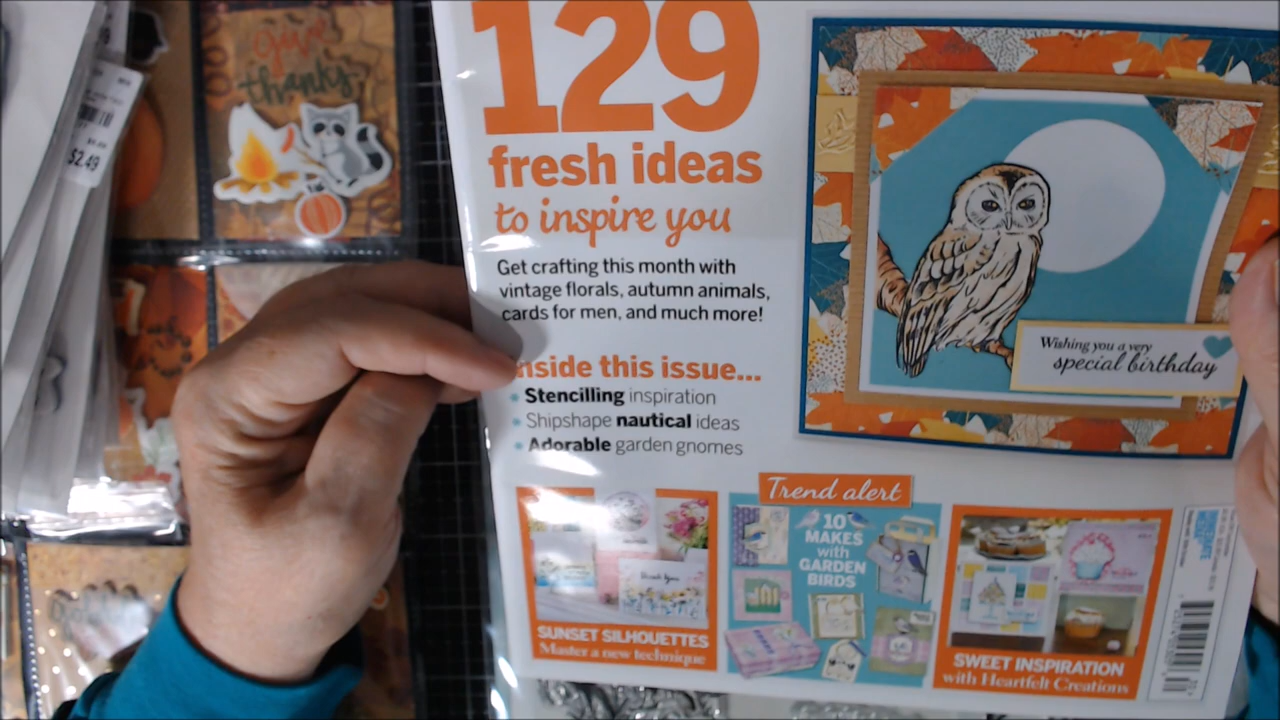 give
thanks
$2.49
129
fresh ideas
to inspire you
Get crafting this month with
vintage florals, autumn animals,
cards for men, and much more!
nside this issue...
Stencilling inspiration
Shipshape nautical ideas
Adorable garden gnomes
Wishing you a very
special birthday
Trend alert
10
MAKES
with
GARDEN
BIRDS
Thank You
SUNSET SILHOUETTES
Master a new technique
SWEET INSPIRATION
with Heartfelt Creations